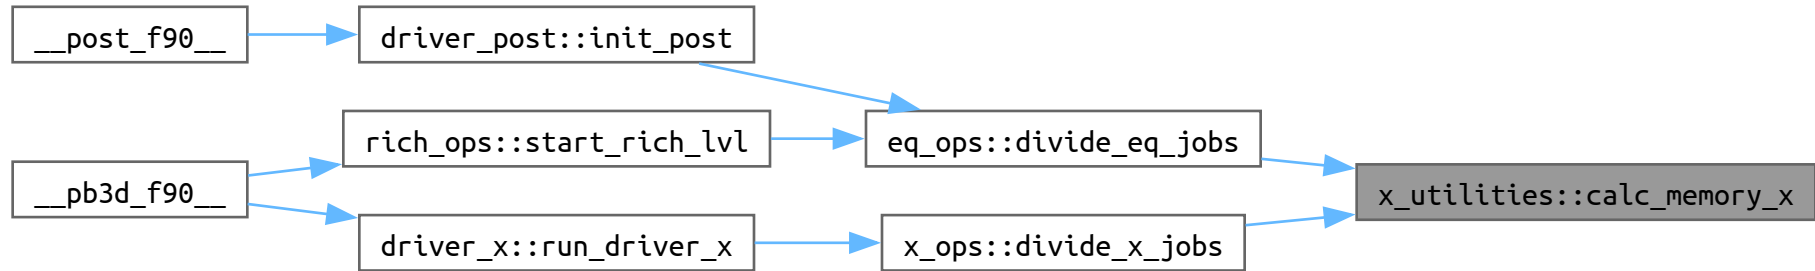 __post_f90__
driver_post::init_post
rich_ops::start_rich_lvl
eq_ops::divide_eq_jobs
__pb3d_f90__
x_utilities::calc_memory_x
driver_x::run_driver_x
x_ops::divide_x_jobs